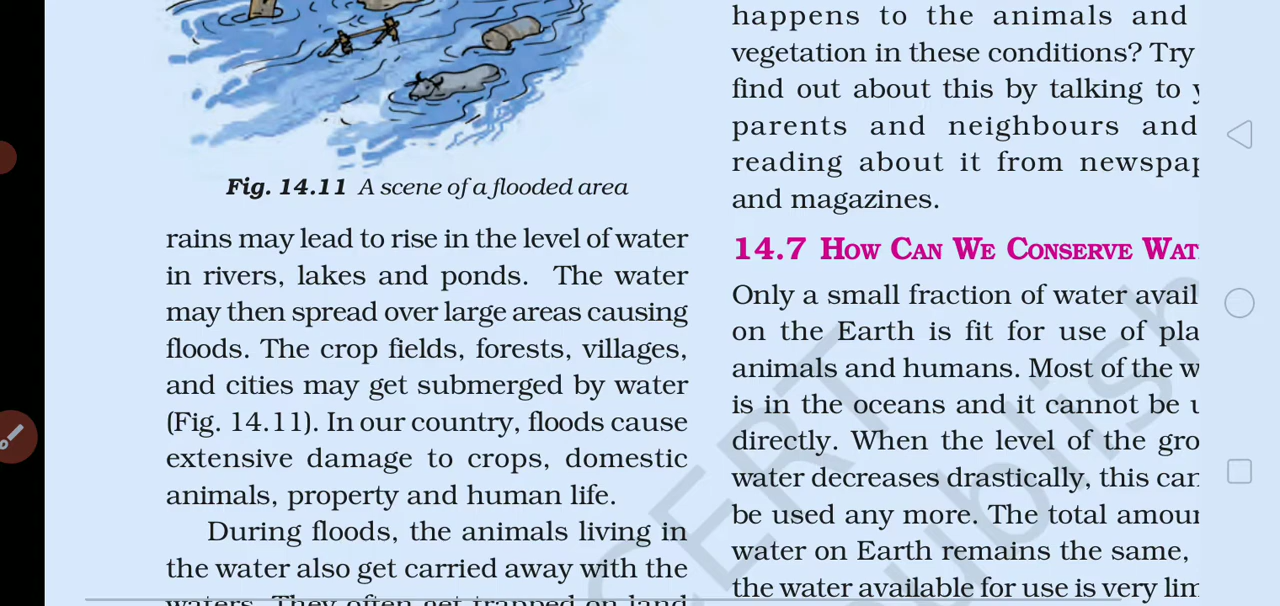 Fig. 14.11 A scene of a flooded area
rains may lead to rise in the level of water
in rivers, lakes and ponds. The water
may then spread over large areas causing
floods. The crop fields, forests, villages,
and cities may get submerged by water
(Fig. 14.11). In our country, floods cause
extensive damage to crops, domestic
animals, property and human life.
During floods, the animals living in
the water also get carried away with the
waters. They often get trapped on land
happens to the animals and
vegetation in these conditions? Try
find out about this by talking to
parents and neighbours and
reading about it from
and magazines.
14.7 HOW CAN WE CONSERVE
Only a small fraction of water
on the Earth is fit for use of
animals and humans. Most of the
is in the oceans and it cannot be
directly. When the level of the
water decreases drastically, this
be used any more. The total
water on Earth remains the same,
the water available for use is very